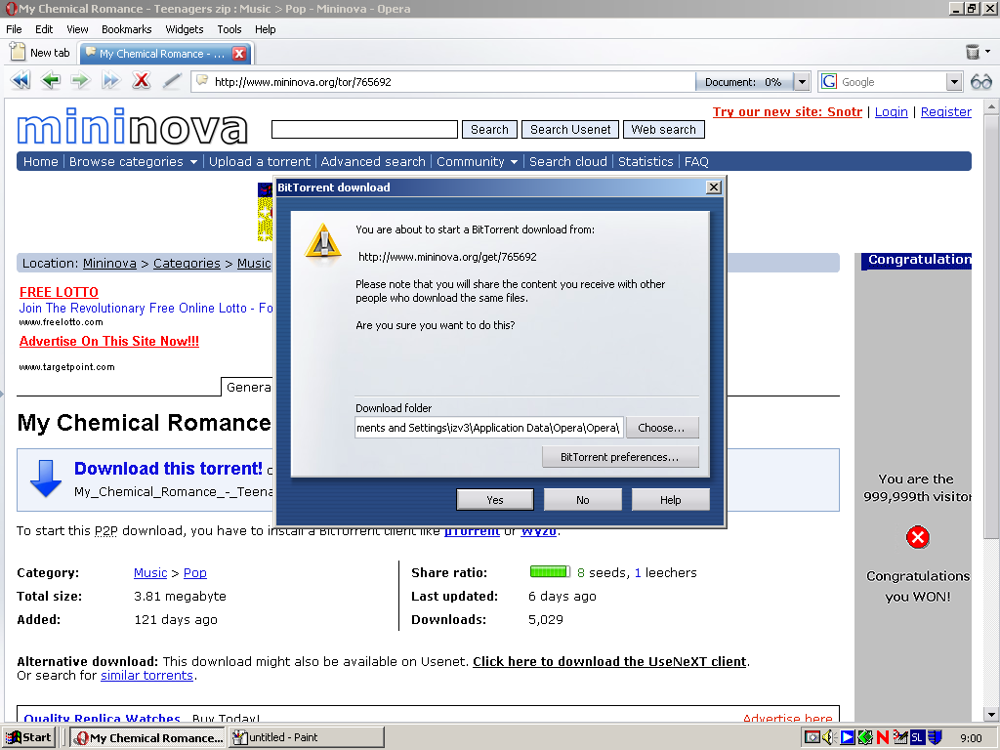 My Chemical Romance - Teenagers zip : Music > Pop - Mininova - Opera
File Edit View Bookmarks Widgets Tools Help
New tab My Chemical Romance - ...
http://www.mininova.org/tor/765692 Document: 0% Google
Try our new site: Snotr | Login | Register
mininova
Search Search Usenet Web search
Home Browse categories Upload a torrent Advanced search Community Search cloud Statistics FAQ
BitTorrent download
You are about to start a BitTorrent download from:
http://www.mininova.org/get/765692
Please note that you will share the content you receive with other
people who download the same files.
Are you sure you want to do this?
Download folder
ments and Settings\izv3\Application Data\Opera\Opera\ Choose...
BitTorrent preferences...
Yes No Help
Location: Mininova > Categories > Music
Congratulation
FREE LOTTO
Join The Revolutionary Free Online Lotto - Fo
www.freelotto.com
Advertise On This Site Now!!!
www.targetpoint.com
Genera
My Chemical Romance
Download this torrent!
My_Chemical_Romance_-_Teena
To start this P2P download, you have to install a BitTorrent client like µTorrent or Wyzo.
Category: Music > Pop
Total size: 3.81 megabyte
Added: 121 days ago
Share ratio: 8 seeds, 1 leechers
Last updated: 6 days ago
Downloads: 5,029
Alternative download: This download might also be available on Usenet. Click here to download the UseNeXT client.
Or search for similar torrents.
You are the
999,999th visitor
Congratulations
you WON!
Quality Replica Watches Buy Today!
Advertise here
Start My Chemical Romance... untitled - Paint SL 9:00